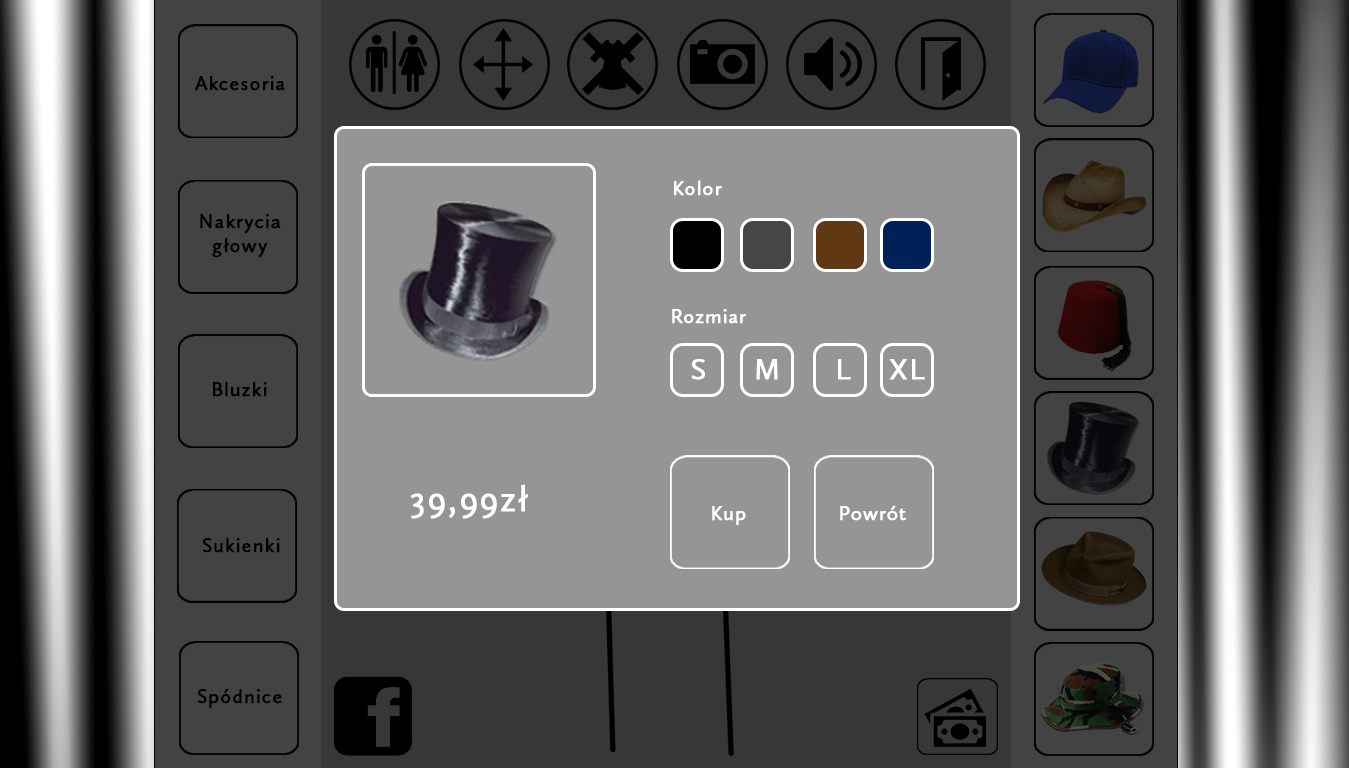 Akcesoria
Nakrycia
głowy
Bluzki
Sukienki
Spódnice
39,99zł
Kolor
Rozmiar
S M L XL
Kup Powrót
f